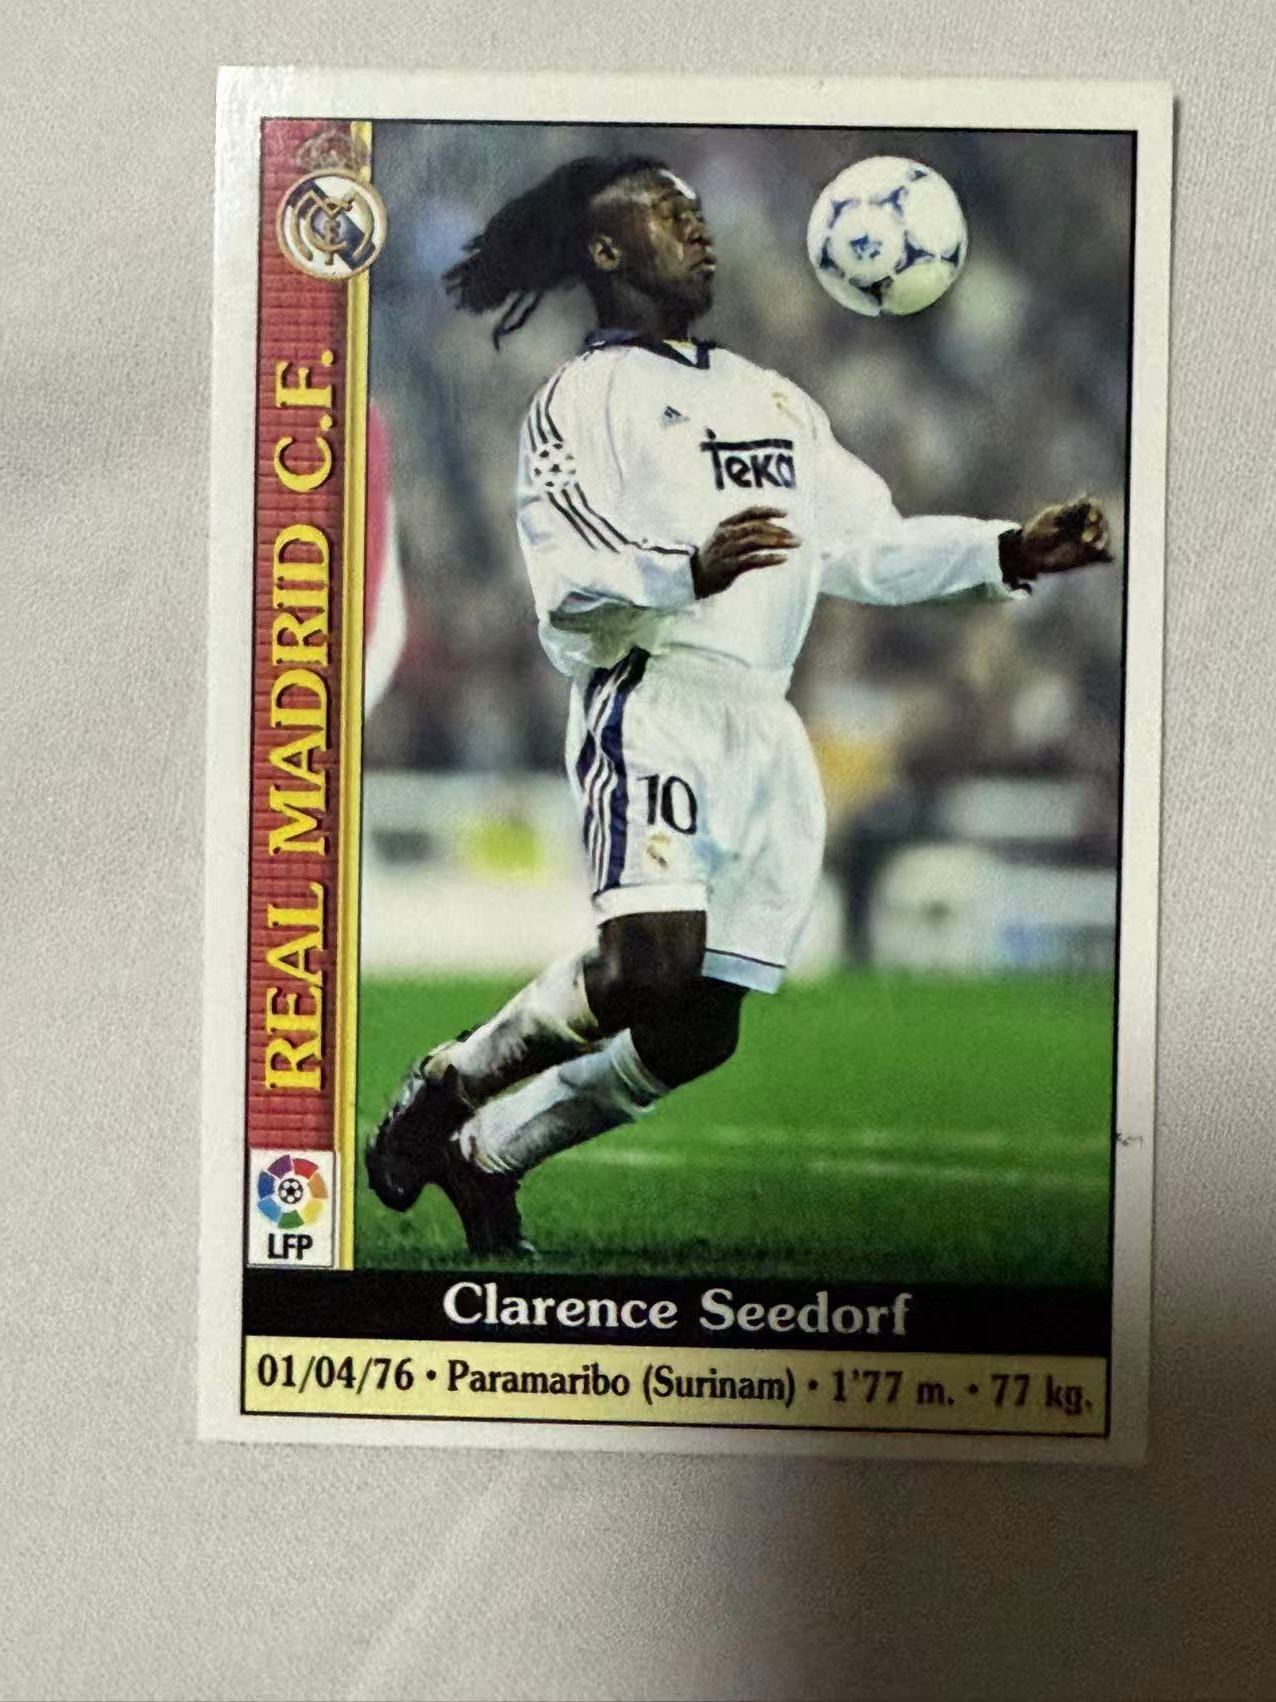 REAL MADRID C.F.
Teka
10
LFP
Clarence Seedorf
01/04/76 • Paramaribo (Surinam) • 1'77 m. • 77 kg.